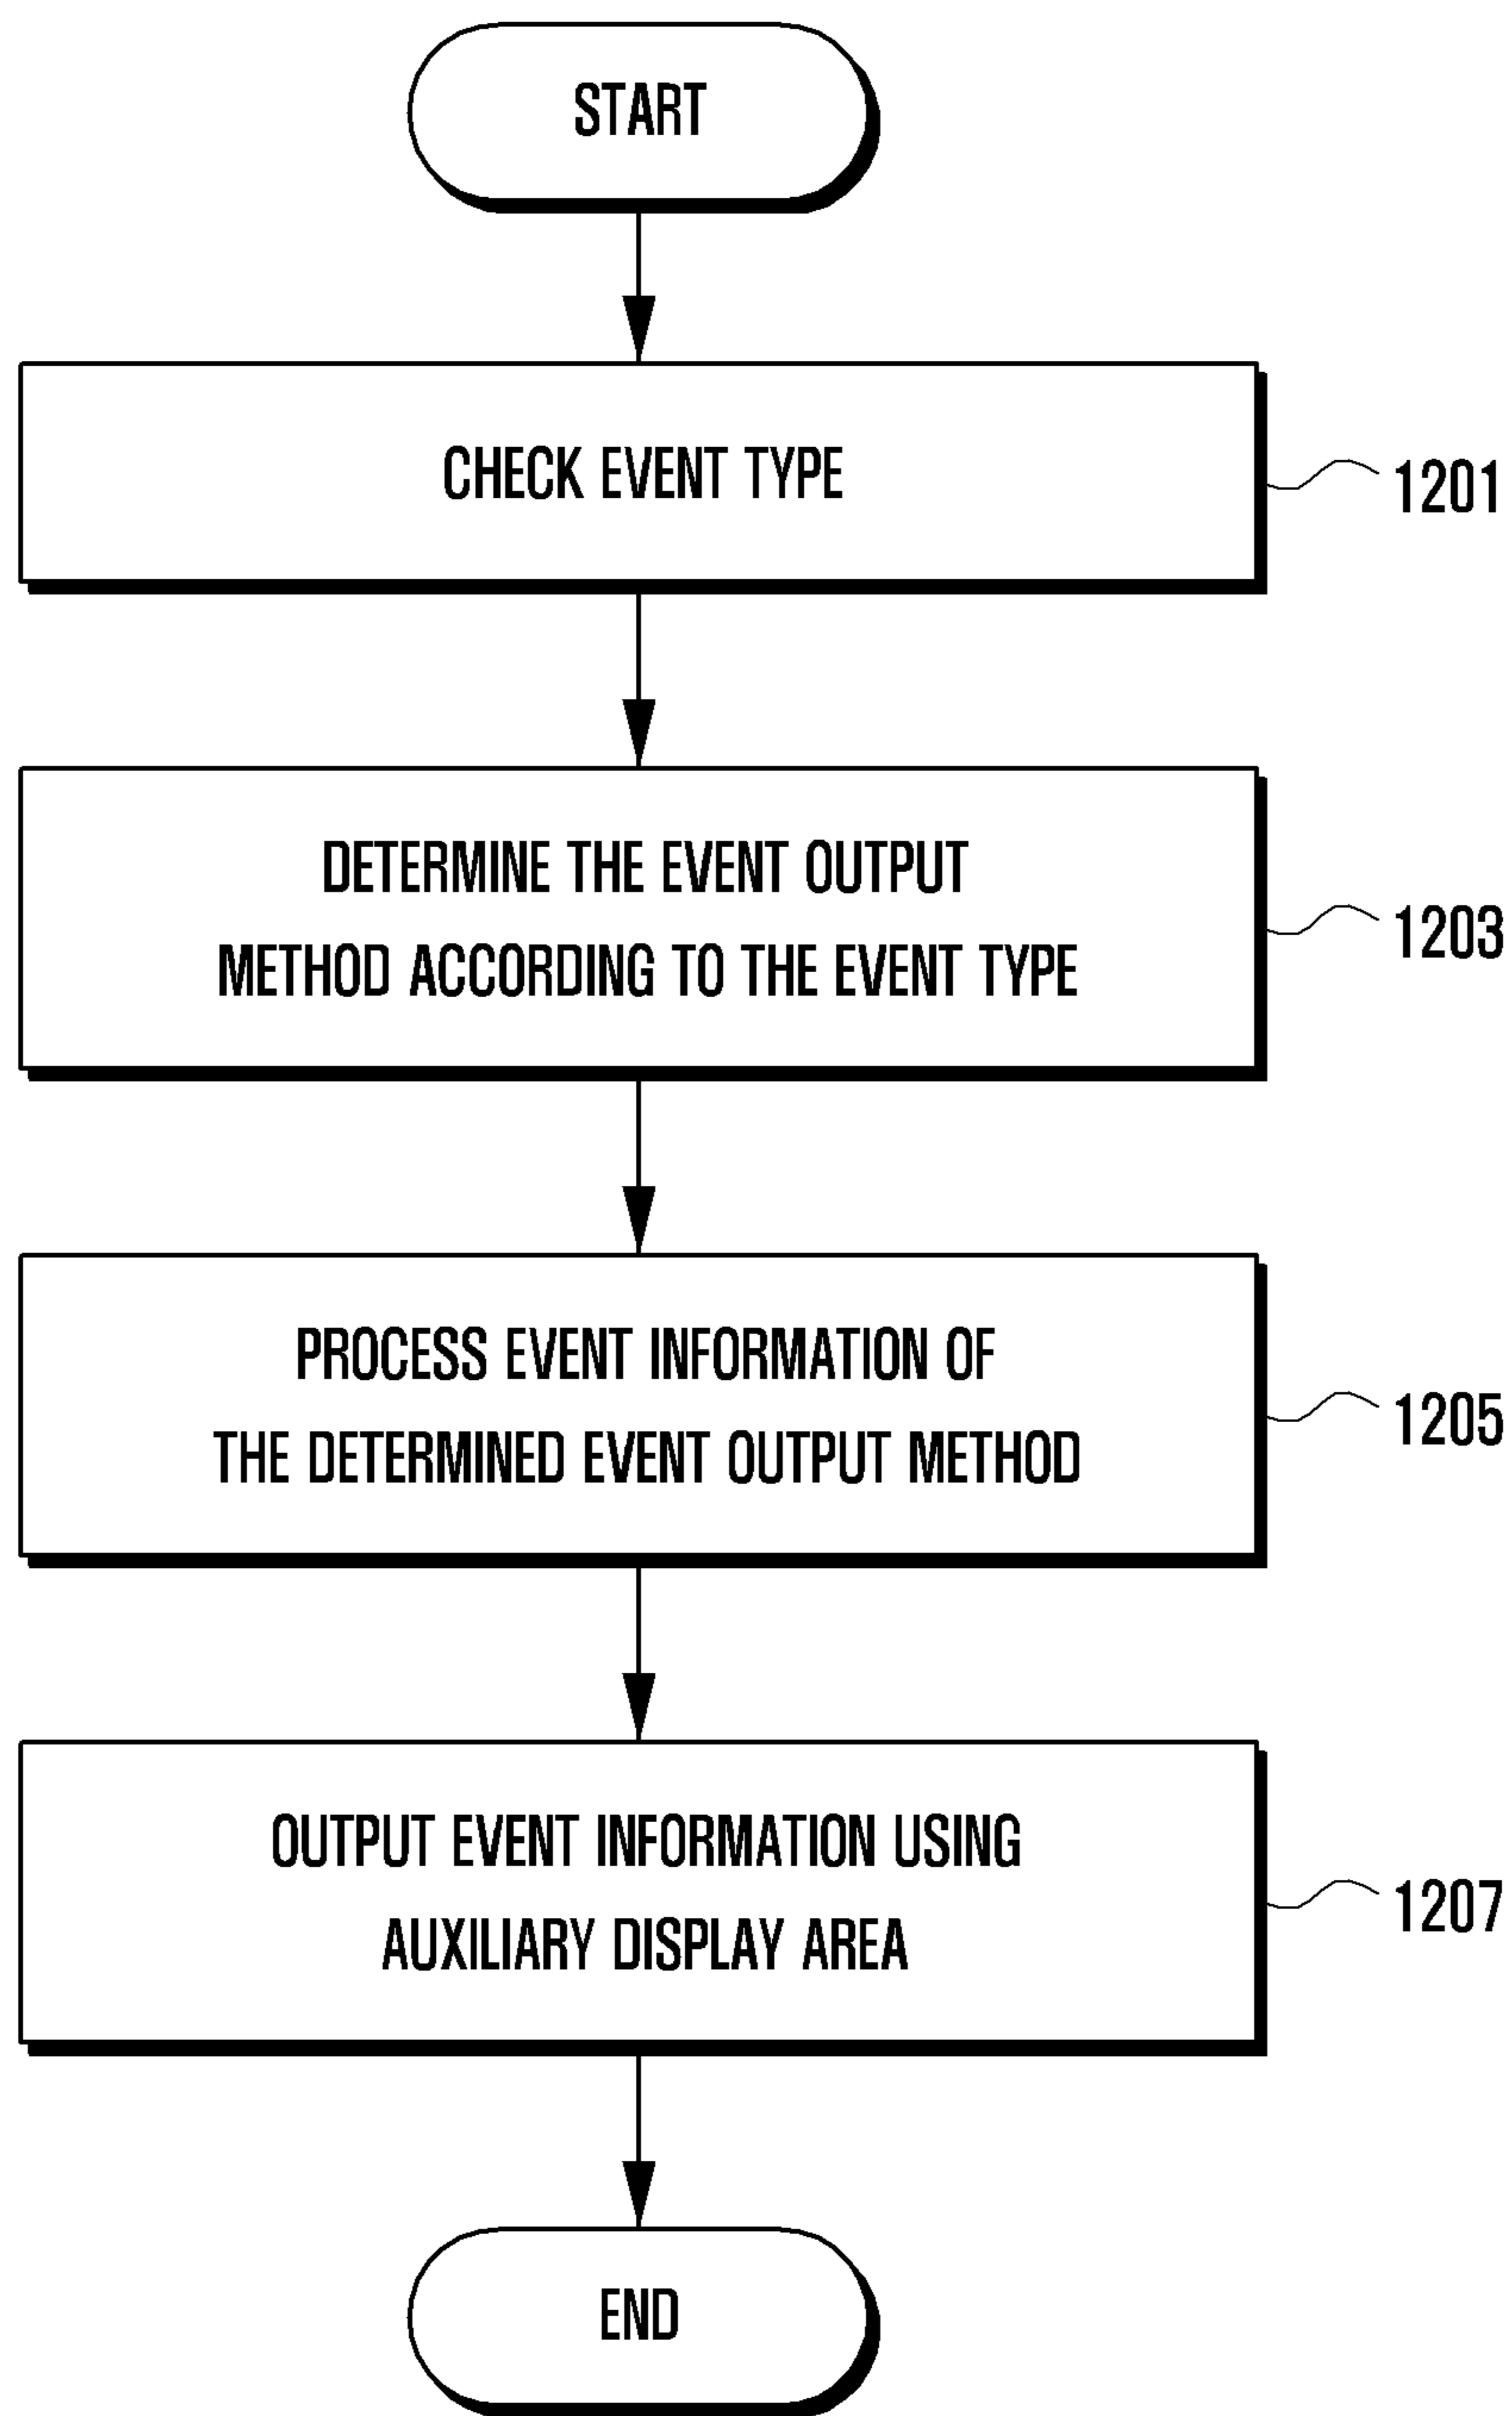 START
CHECK EVENT TYPE
1201
DETERMINE THE EVENT OUTPUT
METHOD ACCORDING TO THE EVENT TYPE
1203
PROCESS EVENT INFORMATION OF
THE DETERMINED EVENT OUTPUT METHOD
1205
OUTPUT EVENT INFORMATION USING
AUXILIARY DISPLAY AREA
1207
END